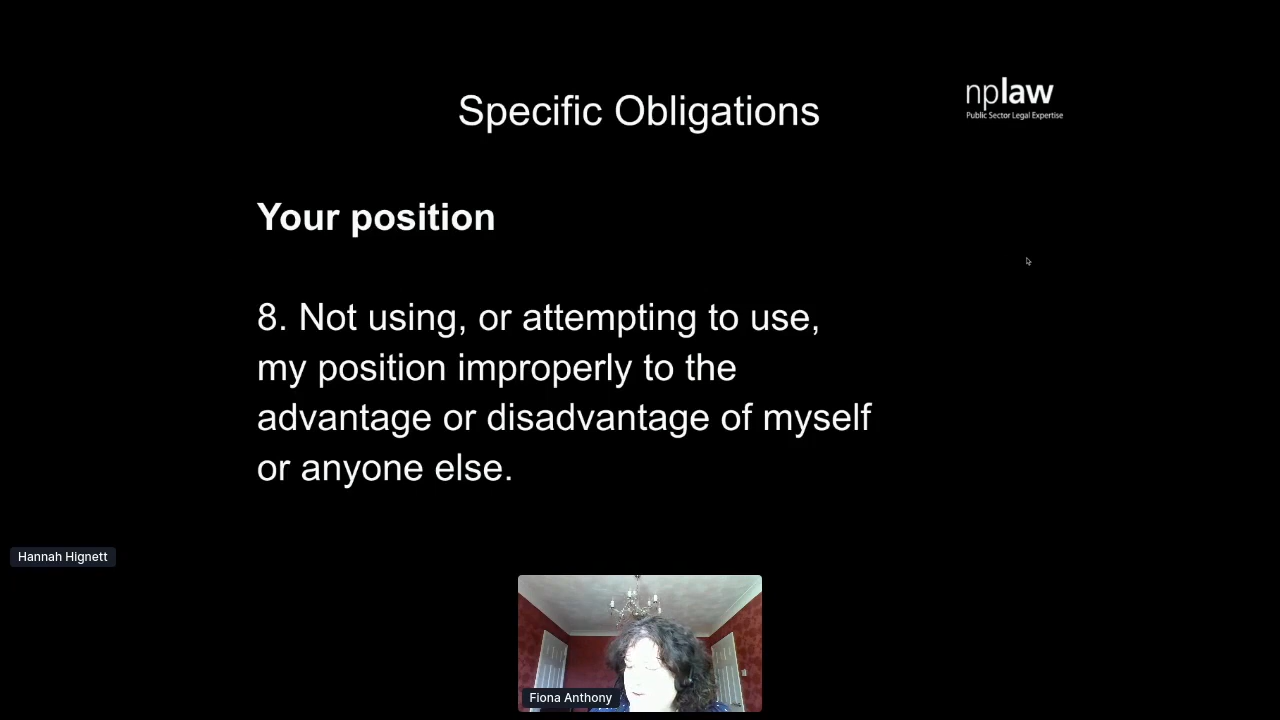 Specific Obligations
nplaw
Public Sector Legal Expertise
Your position
8. Not using, or attempting to use,
my position improperly to the
advantage or disadvantage of myself
or anyone else.
Hannah Hignett
Fiona Anthony